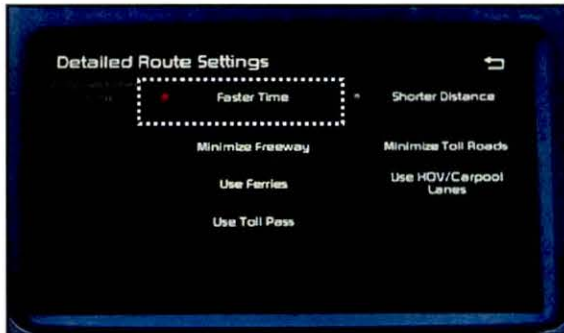 Detailed Route Settings
Faster Time
Shorter Distance
Minimize Freeway
Minimize Toll Roads
Use Ferries
Use HOV/Carpool
Lanes
Use Toll Pass